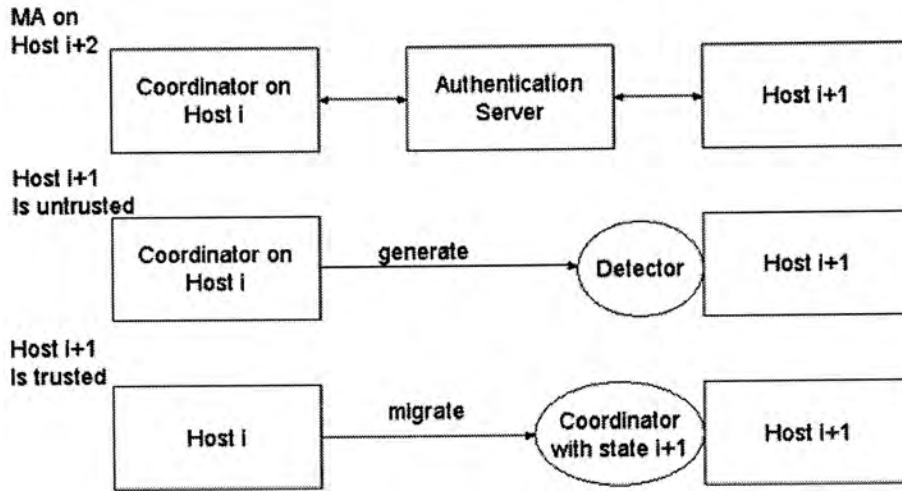 MA on
Host i+2
Coordinator on
Host i
Authentication
Server
Host i+1
Host i+1
Is untrusted
Coordinator on
Host i
generate
Detector
Host i+1
Host i+1
Is trusted
Host i
migrate
Coordinator
with state i+1
Host i+1